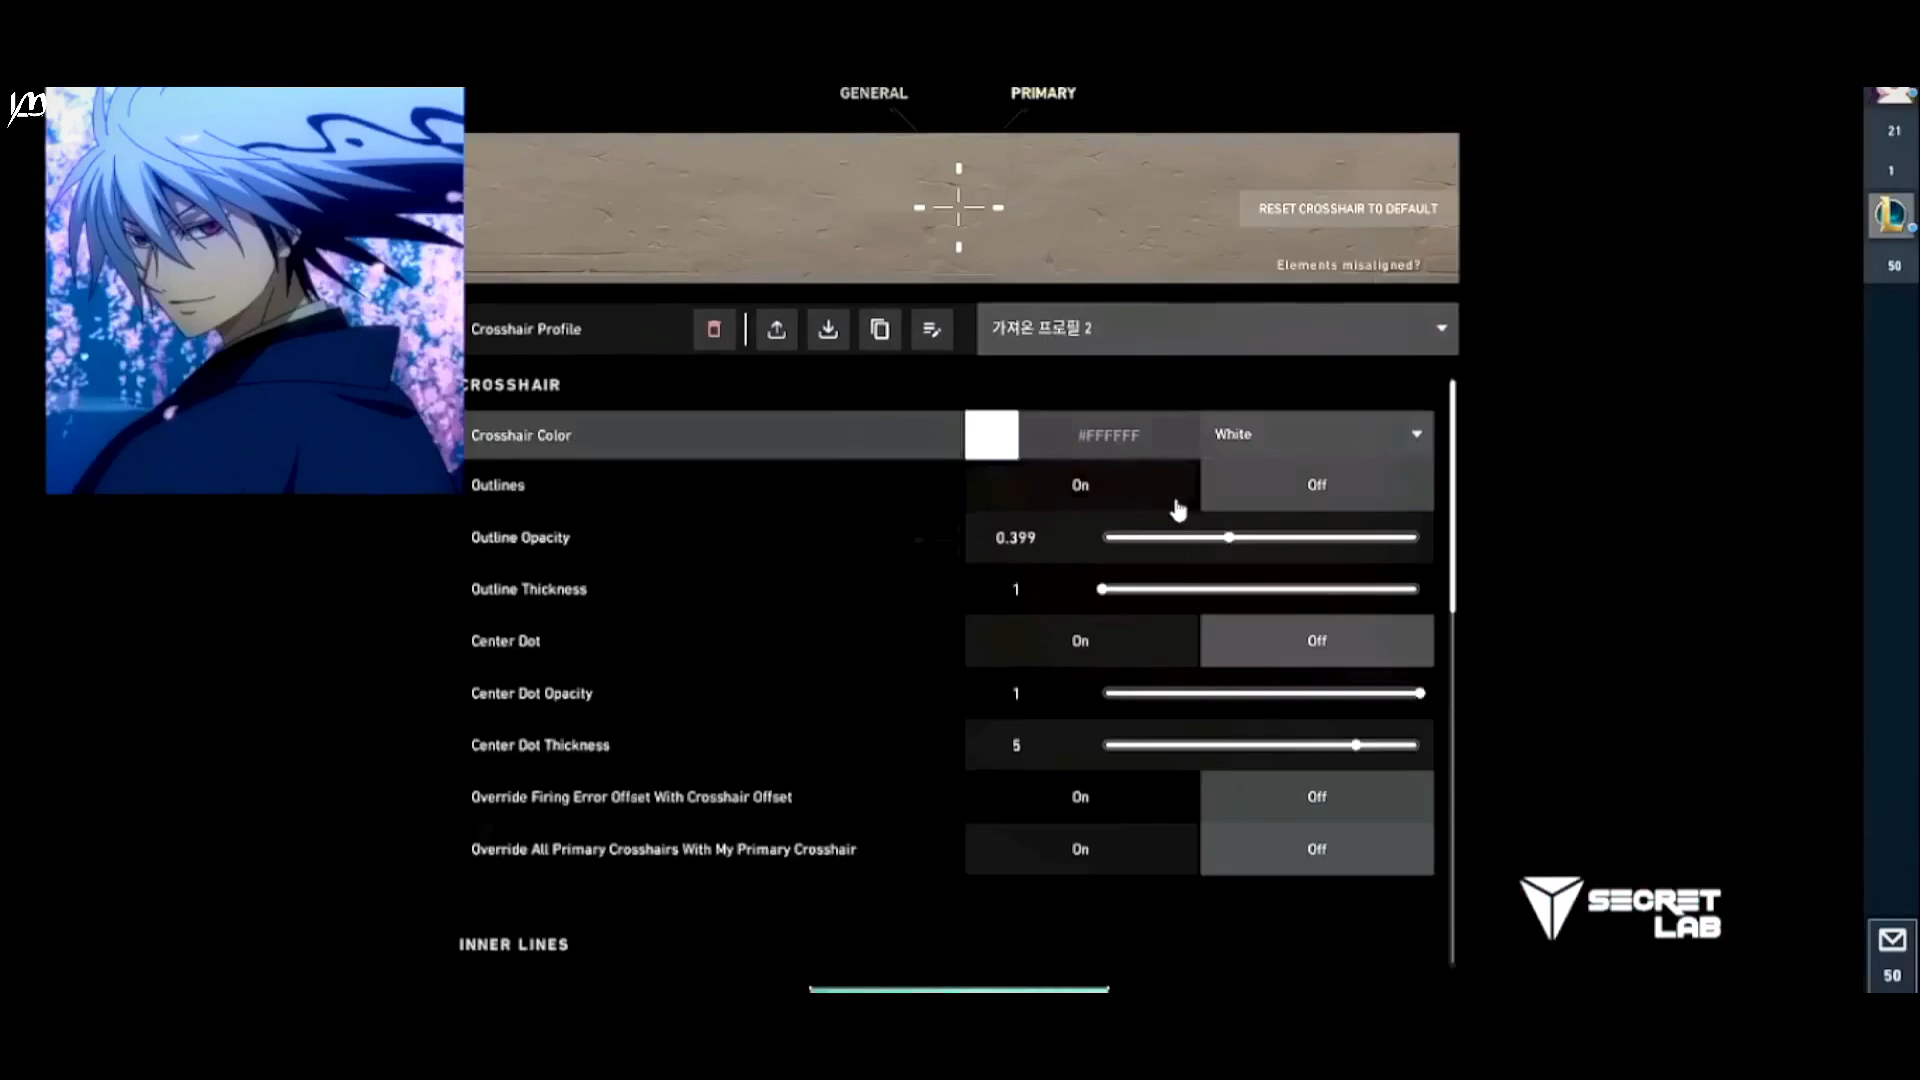 GENERAL
PRIMARY
21
1
RESET CROSSHAIR TO DEFAULT
50
Elements misaligned?
Crosshair Profile
가져온 프로필 2
CROSSHAIR
Crosshair Color
#FFFFFF
White
Outlines
On
Off
Outline Opacity
0.399
Outline Thickness
1
Center Dot
On
Off
Center Dot Opacity
1
Center Dot Thickness
5
Override Firing Error Offset With Crosshair Offset
On
Off
Override All Primary Crosshairs With My Primary Crosshair
On
Off
SECRET
LAB
INNER LINES
50